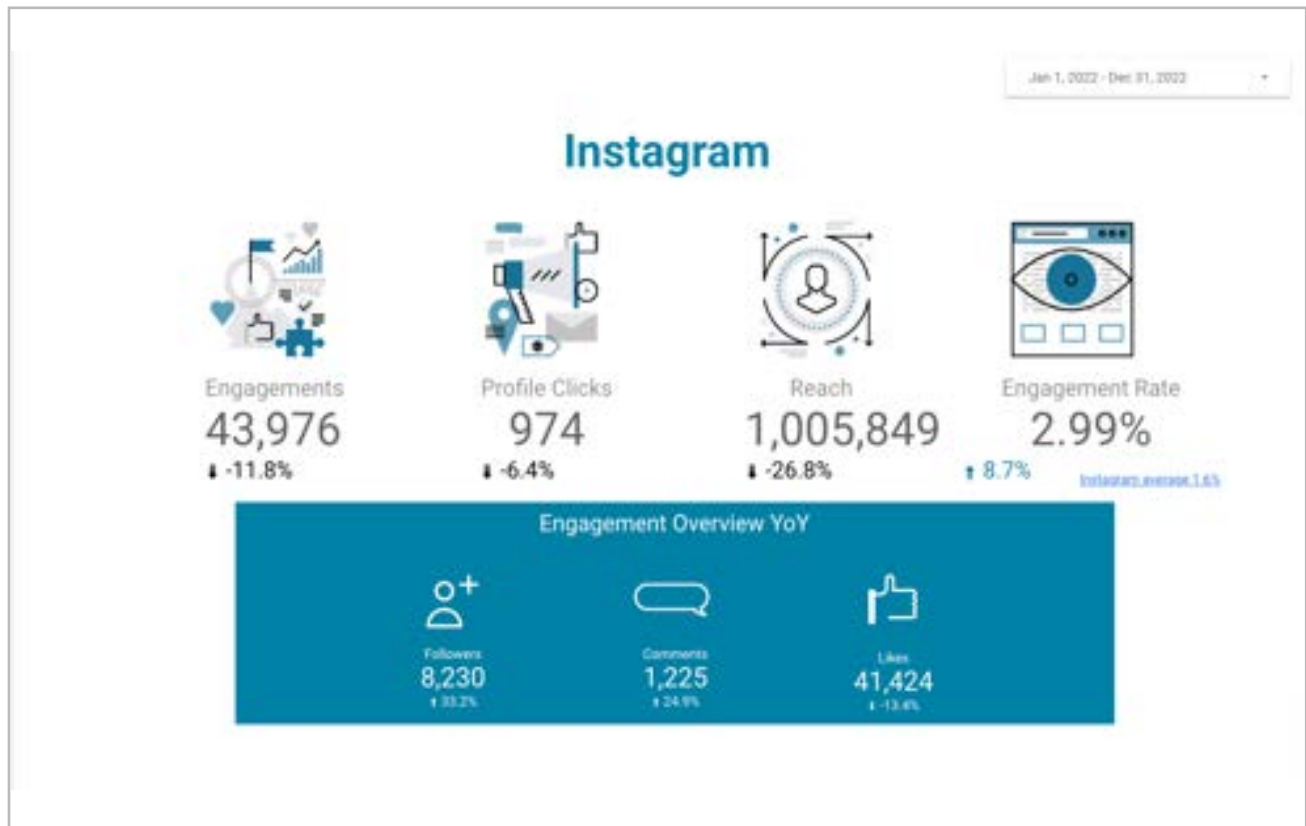 Jan 1, 2022 - Dec 31, 2022
Instagram
Engagements
43,976
-11.8%
Profile Clicks
974
-6.4%
Reach
1,005,849
-26.8%
Engagement Rate
2.99%
8.7%
Instagram average 1.6%
Engagement Overview YoY
Followers
8,230
33.2%
Comments
1,225
24.9%
Likes
41,424
-13.4%